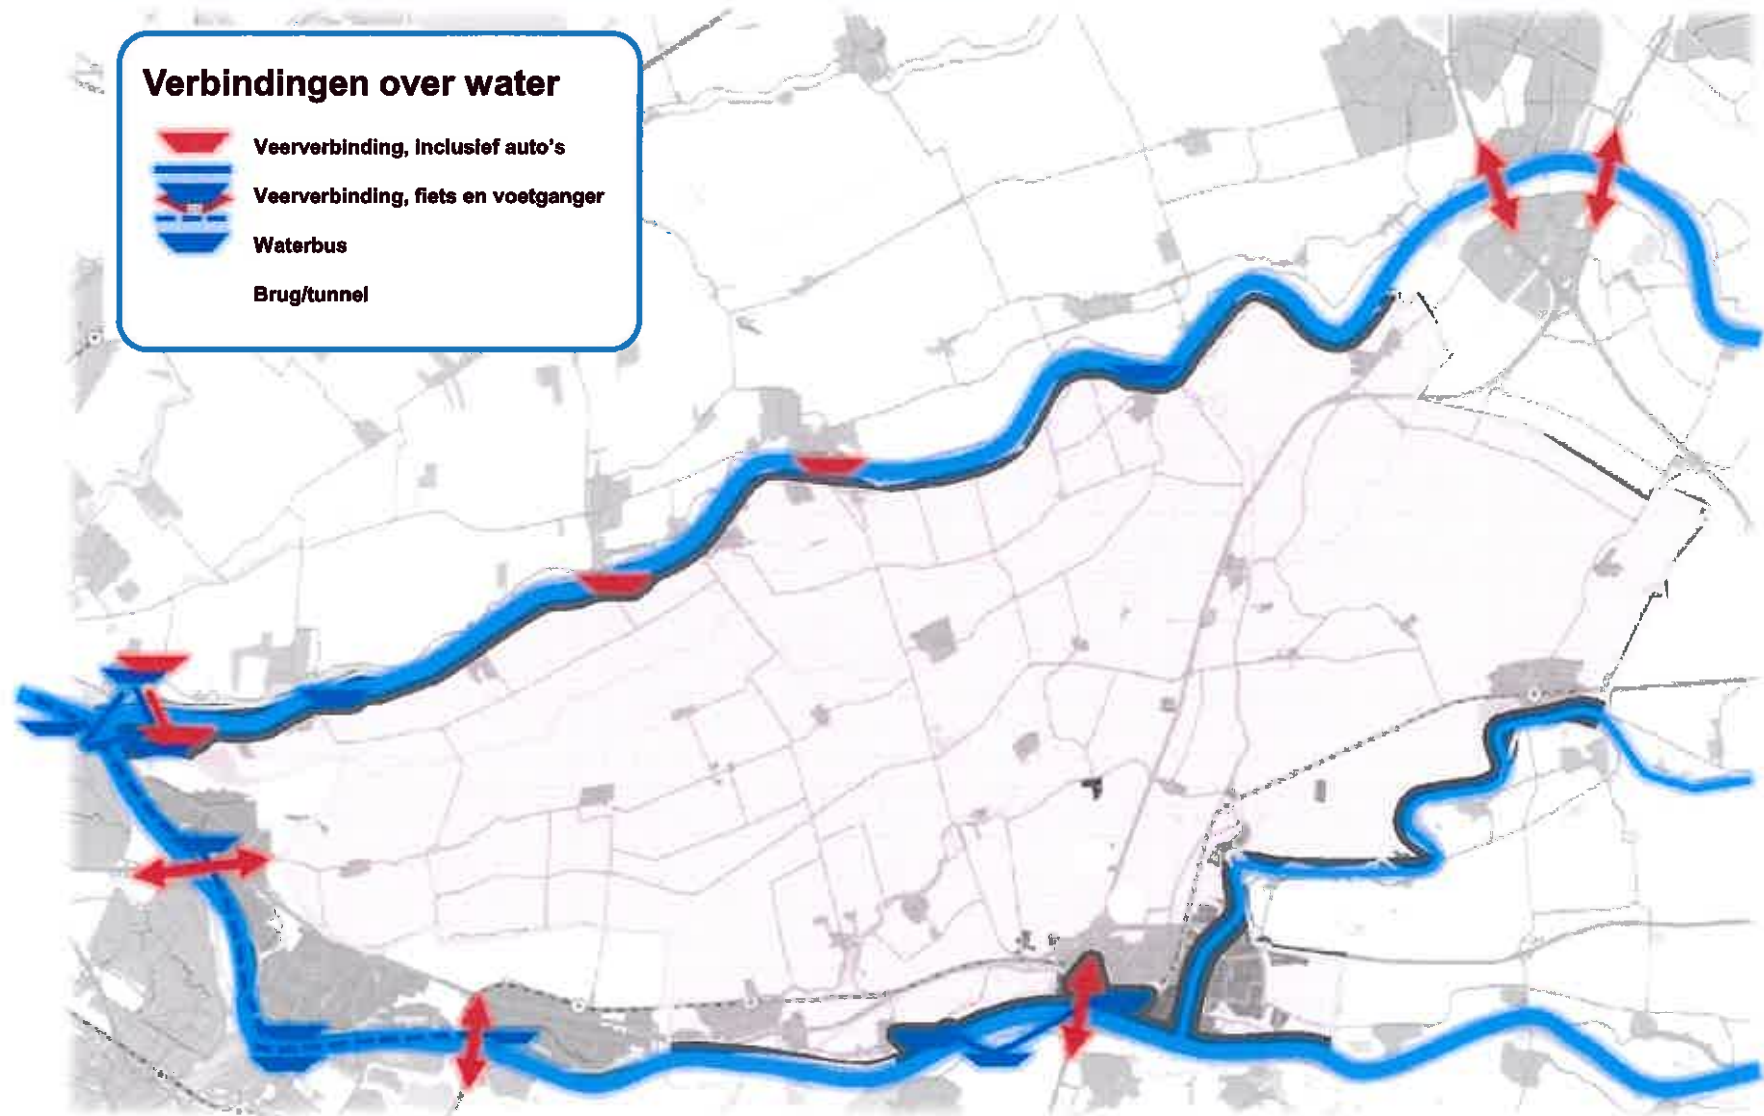 Verbindingen over water
Veerverbinding, inclusief auto's
Veerverbinding, fiets en voetganger
Waterbus
Brug/tunnel